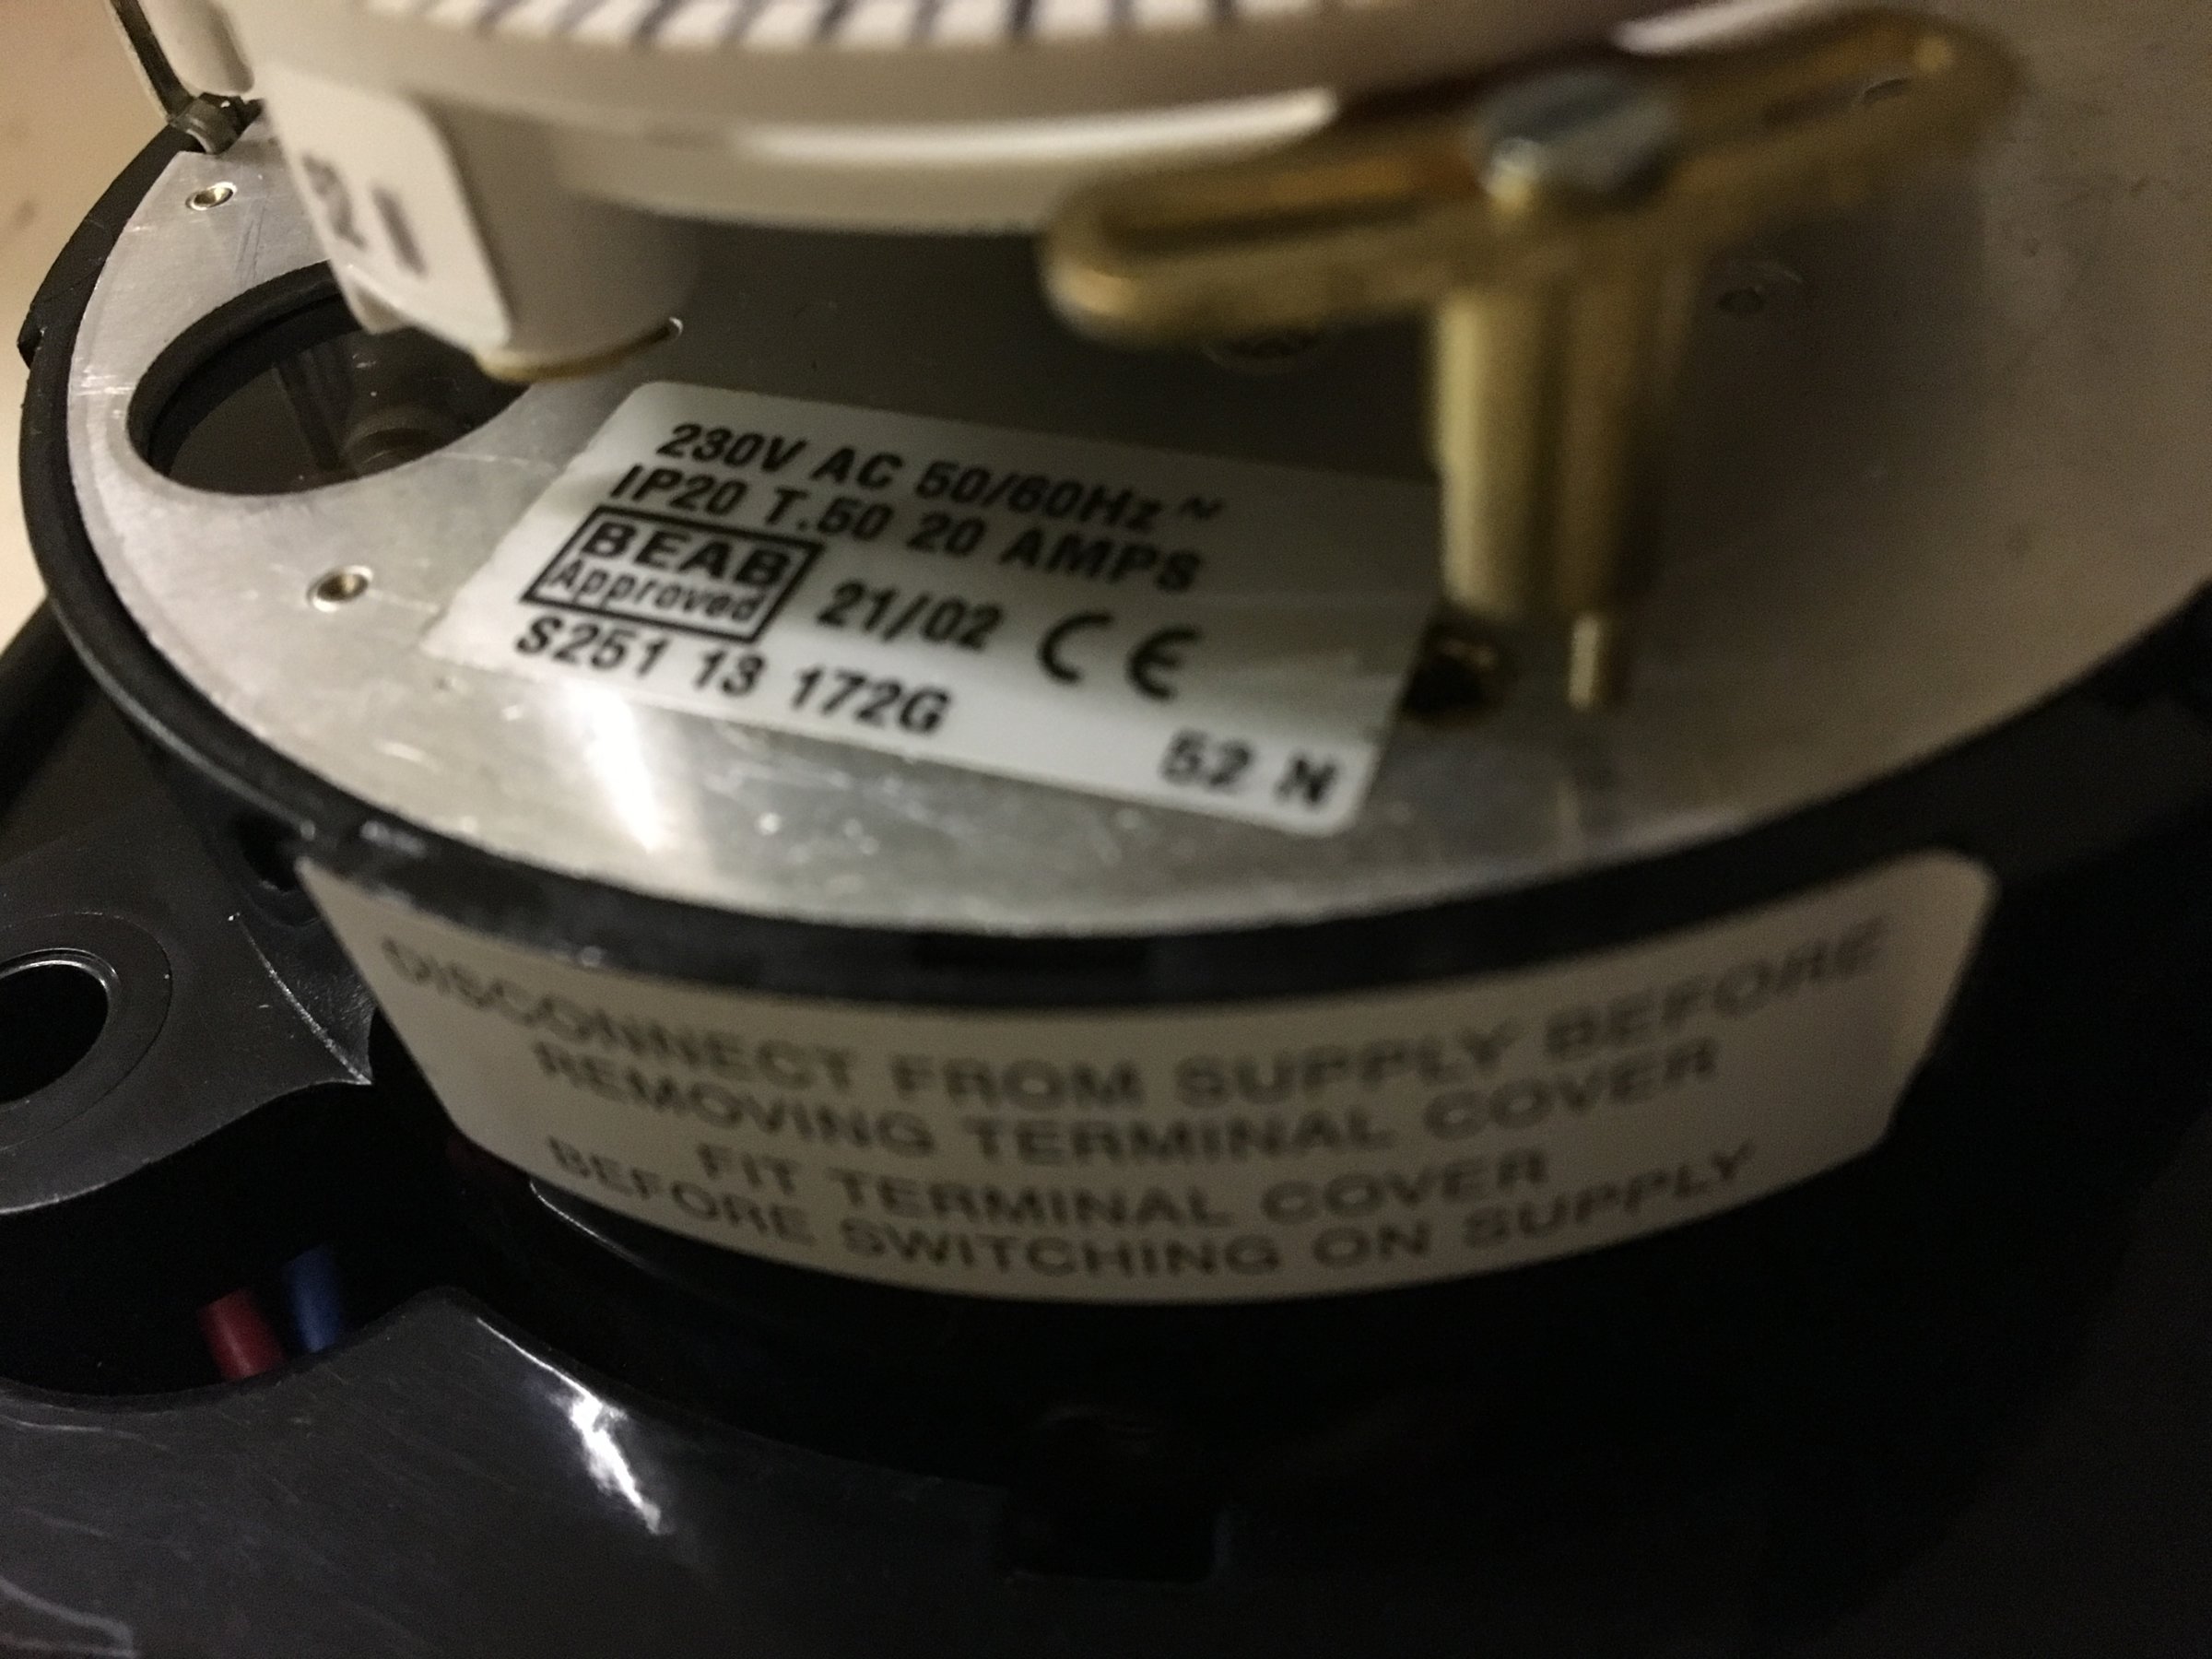 21
230V AC 50/60Hz ~
IP20 T.50 20 AMPS
BEAB
Approved
21/02 CE
S251 13 172G
52 N
DISCONNECT FROM SUPPLY BEFORE
REMOVING TERMINAL COVER
FIT TERMINAL COVER
BEFORE SWITCHING ON SUPPLY